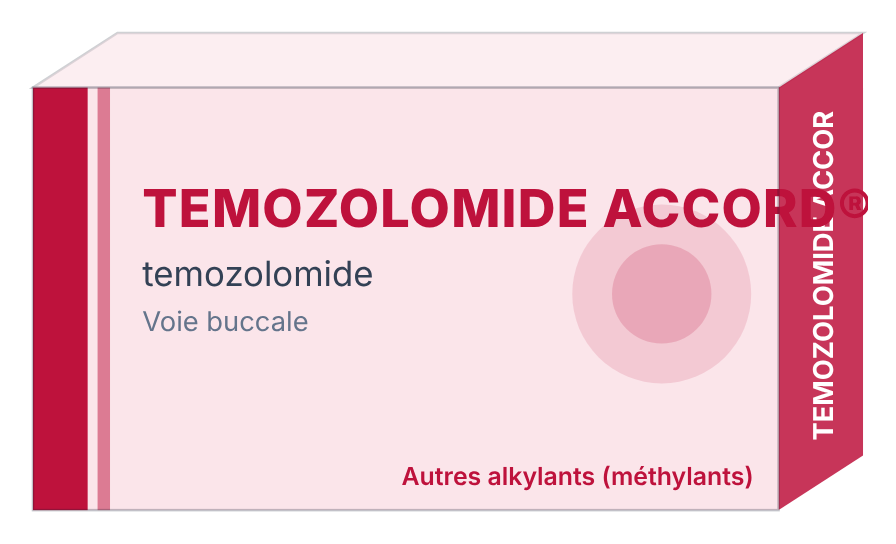 TEMOZOLOMIDE ACCORD®
temozolomide
Voie buccale
Autres alkylants (méthylants)
TEMOZOLOMIDE ACCOR